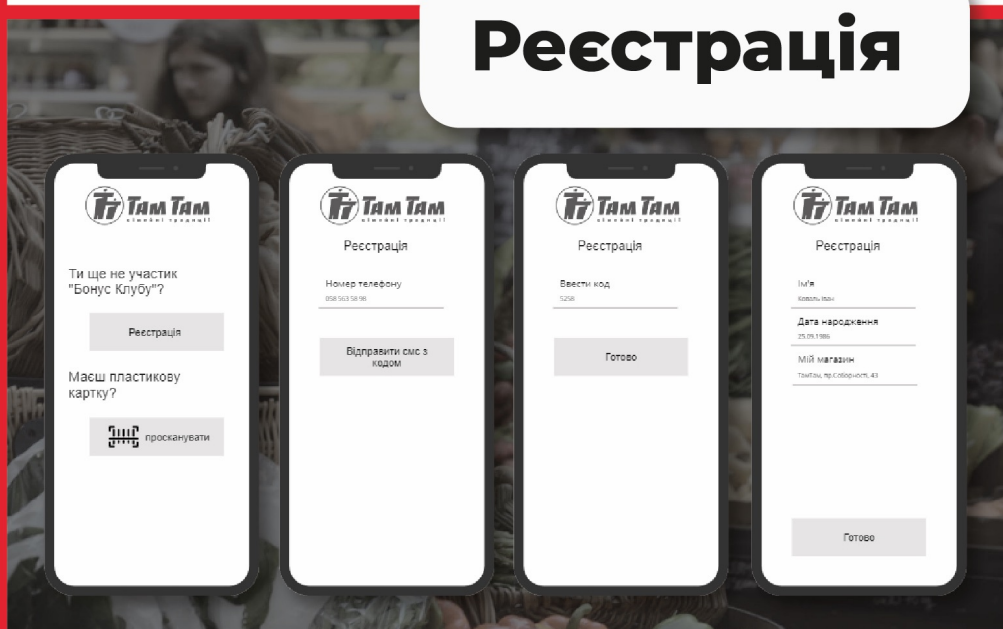 Реєстрація
Там Там
сімейні традиції
Ти ще не участик
"Бонус Клубу"?
Реєстрація
Маєш пластикову
картку?
просканувати
Там Там
сімейні традиції
Реєстрація
Номер телефону
058 563 58 98
Відправити смс з
кодом
Там Там
сімейні традиції
Реєстрація
Ввести код
5258
Готово
Там Там
сімейні традиції
Реєстрація
Ім'я
Коваль Іван
Дата народження
25.09.1986
Мій магазин
ТамТам, пр.Соборності, 43
Готово